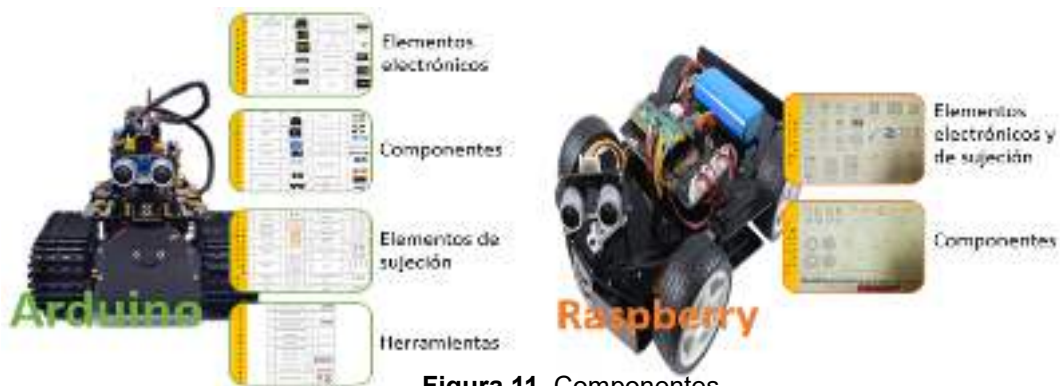 Elementos
electrónicos
Componentes
Elementos de
sujeción
Herramientas
Arduino
Elementos
electrónicos y
de sujeción
Componentes
Raspberry
Figura 11. Componentes